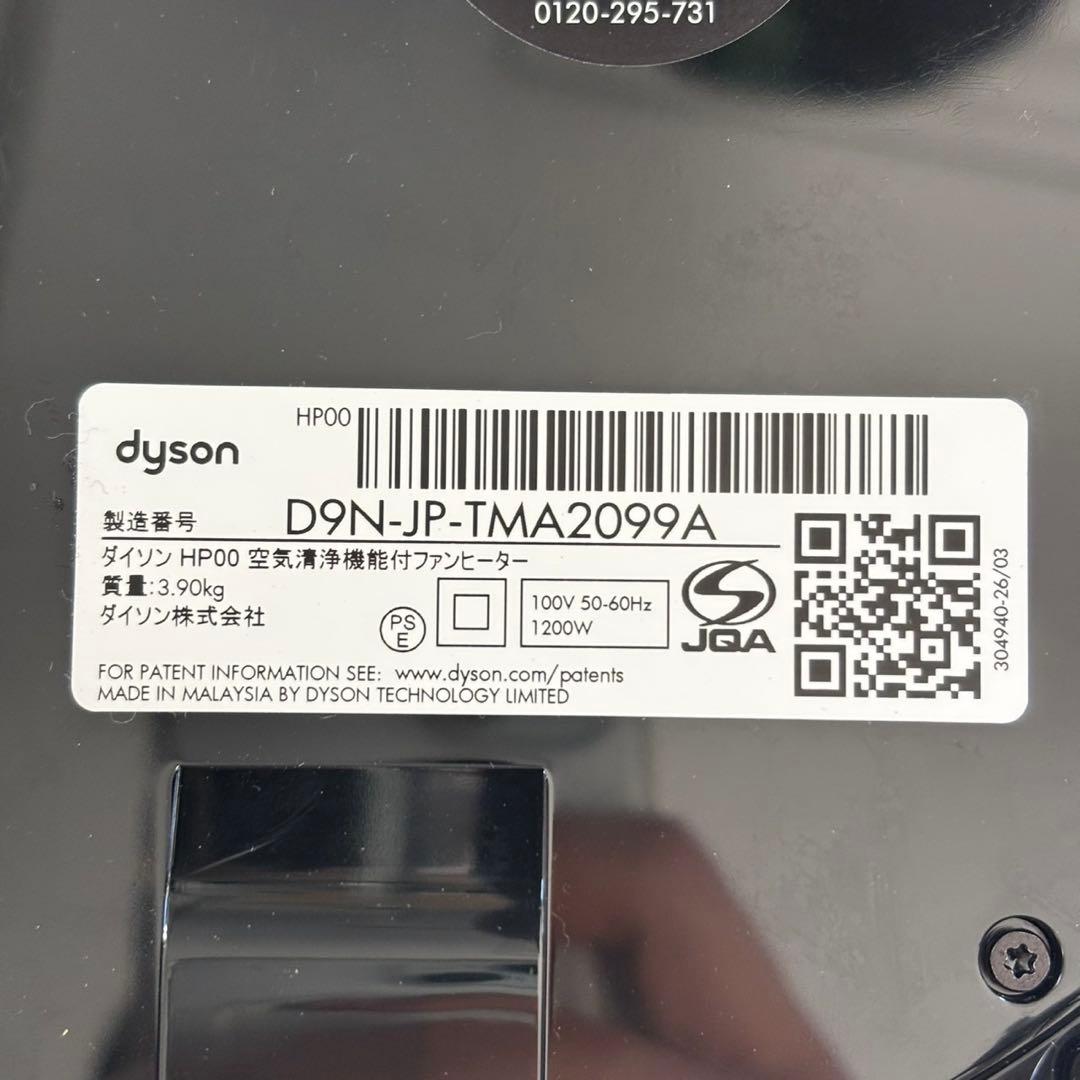 0120-295-731
HP00
dyson
製造番号 D9N-JP-TMA2099A
ダイソン HP00 空気清浄機能付ファンヒーター
質量:3.90kg
ダイソン株式会社
PS
E
100V 50-60Hz
1200W
JQA
304940-26/03
FOR PATENT INFORMATION SEE: www.dyson.com/patents
MADE IN MALAYSIA BY DYSON TECHNOLOGY LIMITED